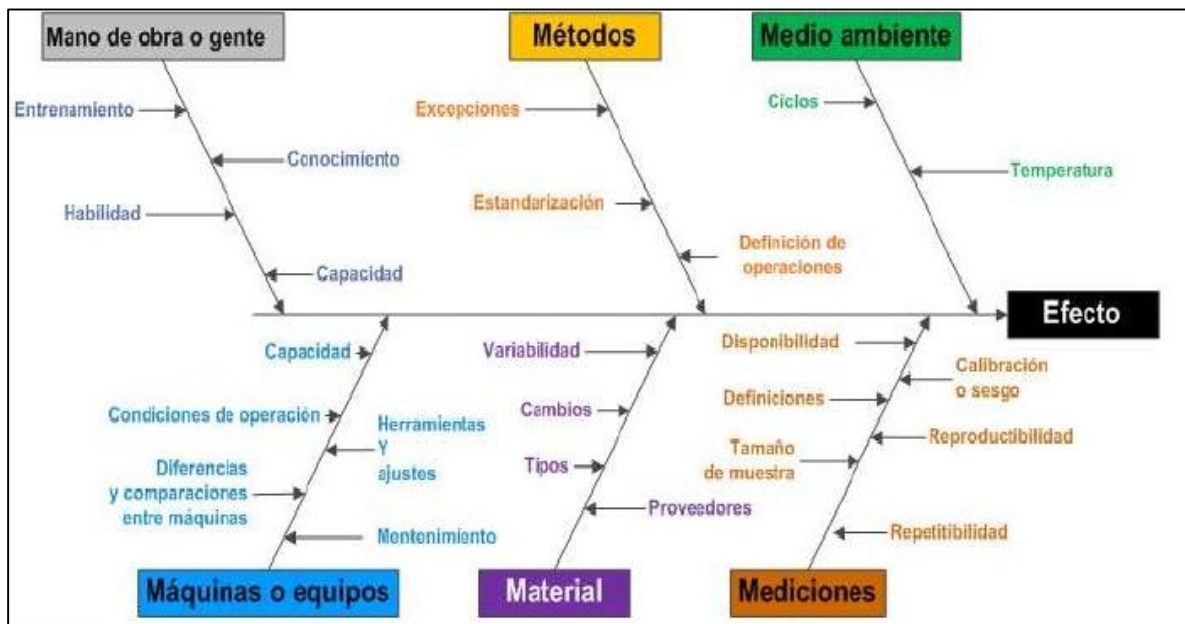 Mano de obra o gente
Métodos
Medio ambiente
Entrenamiento
Conocimiento
Habilidad
Capacidad
Excepciones
Estandarización
Definición de
operaciones
Ciclos
Temperatura
Efecto
Capacidad
Condiciones de operación
Herramientas
Y
ajustes
Diferencias
y comparaciones
entre máquinas
Mentenimiento
Variabilidad
Cambios
Tipos
Proveedores
Disponibilidad
Calibración
o sesgo
Definiciones
Reproductibilidad
Tamaño
de muestra
Repetitibilidad
Máquinas o equipos
Material
Mediciones